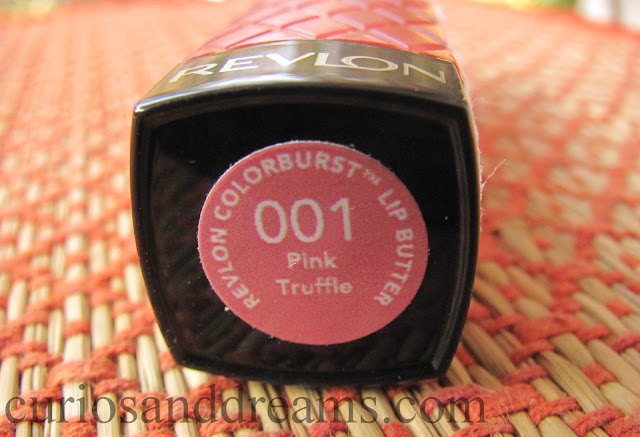 REVLON
REVLON COLORBURST™ LIP BUTTER
001
Pink
Truffle
curiosanddreams.com